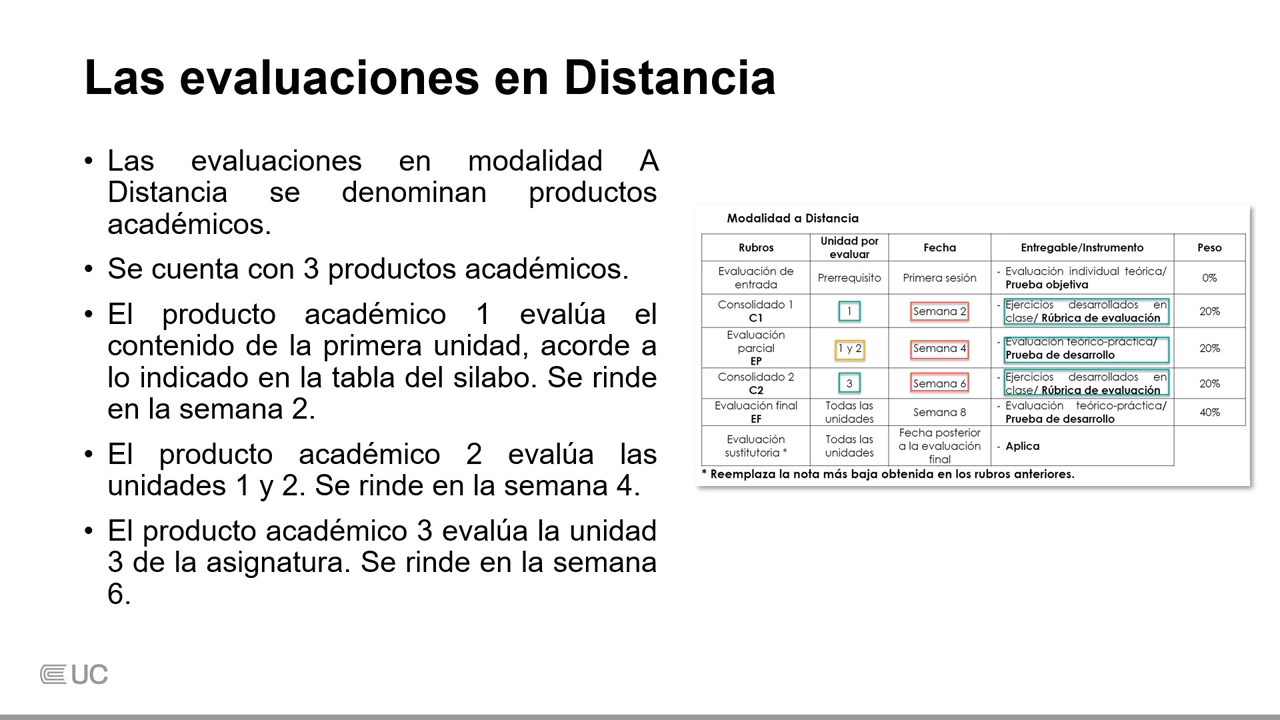 Las evaluaciones en Distancia
• Las evaluaciones en modalidad A
Distancia se denominan productos
académicos.
• Se cuenta con 3 productos académicos.
• El producto académico 1 evalúa el
contenido de la primera unidad, acorde a
lo indicado en la tabla del silabo. Se rinde
en la semana 2.
• El producto académico 2 evalúa las
unidades 1 y 2. Se rinde en la semana 4.
• El producto académico 3 evalúa la unidad
3 de la asignatura. Se rinde en la semana
6.
Modalidad a Distancia
Rubros Unidad por evaluar Fecha Entregable/Instrumento Peso
Evaluación de entrada Prerrequisito Primera sesión - Evaluación individual teórica/ Prueba objetiva 0%
Consolidado 1 C1 1 Semana 2 - Ejercicios desarrollados en clase/ Rúbrica de evaluación 20%
Evaluación parcial EP 1 y 2 Semana 4 - Evaluación teórico-práctica/ Prueba de desarrollo 20%
Consolidado 2 C2 3 Semana 6 - Ejercicios desarrollados en clase/ Rúbrica de evaluación 20%
Evaluación final EF Todas las unidades Semana 8 - Evaluación teórico-práctica/ Prueba de desarrollo 40%
Evaluación sustitutoria * Todas las unidades Fecha posterior a la evaluación final - Aplica
* Reemplaza la nota más baja obtenida en los rubros anteriores.
UC